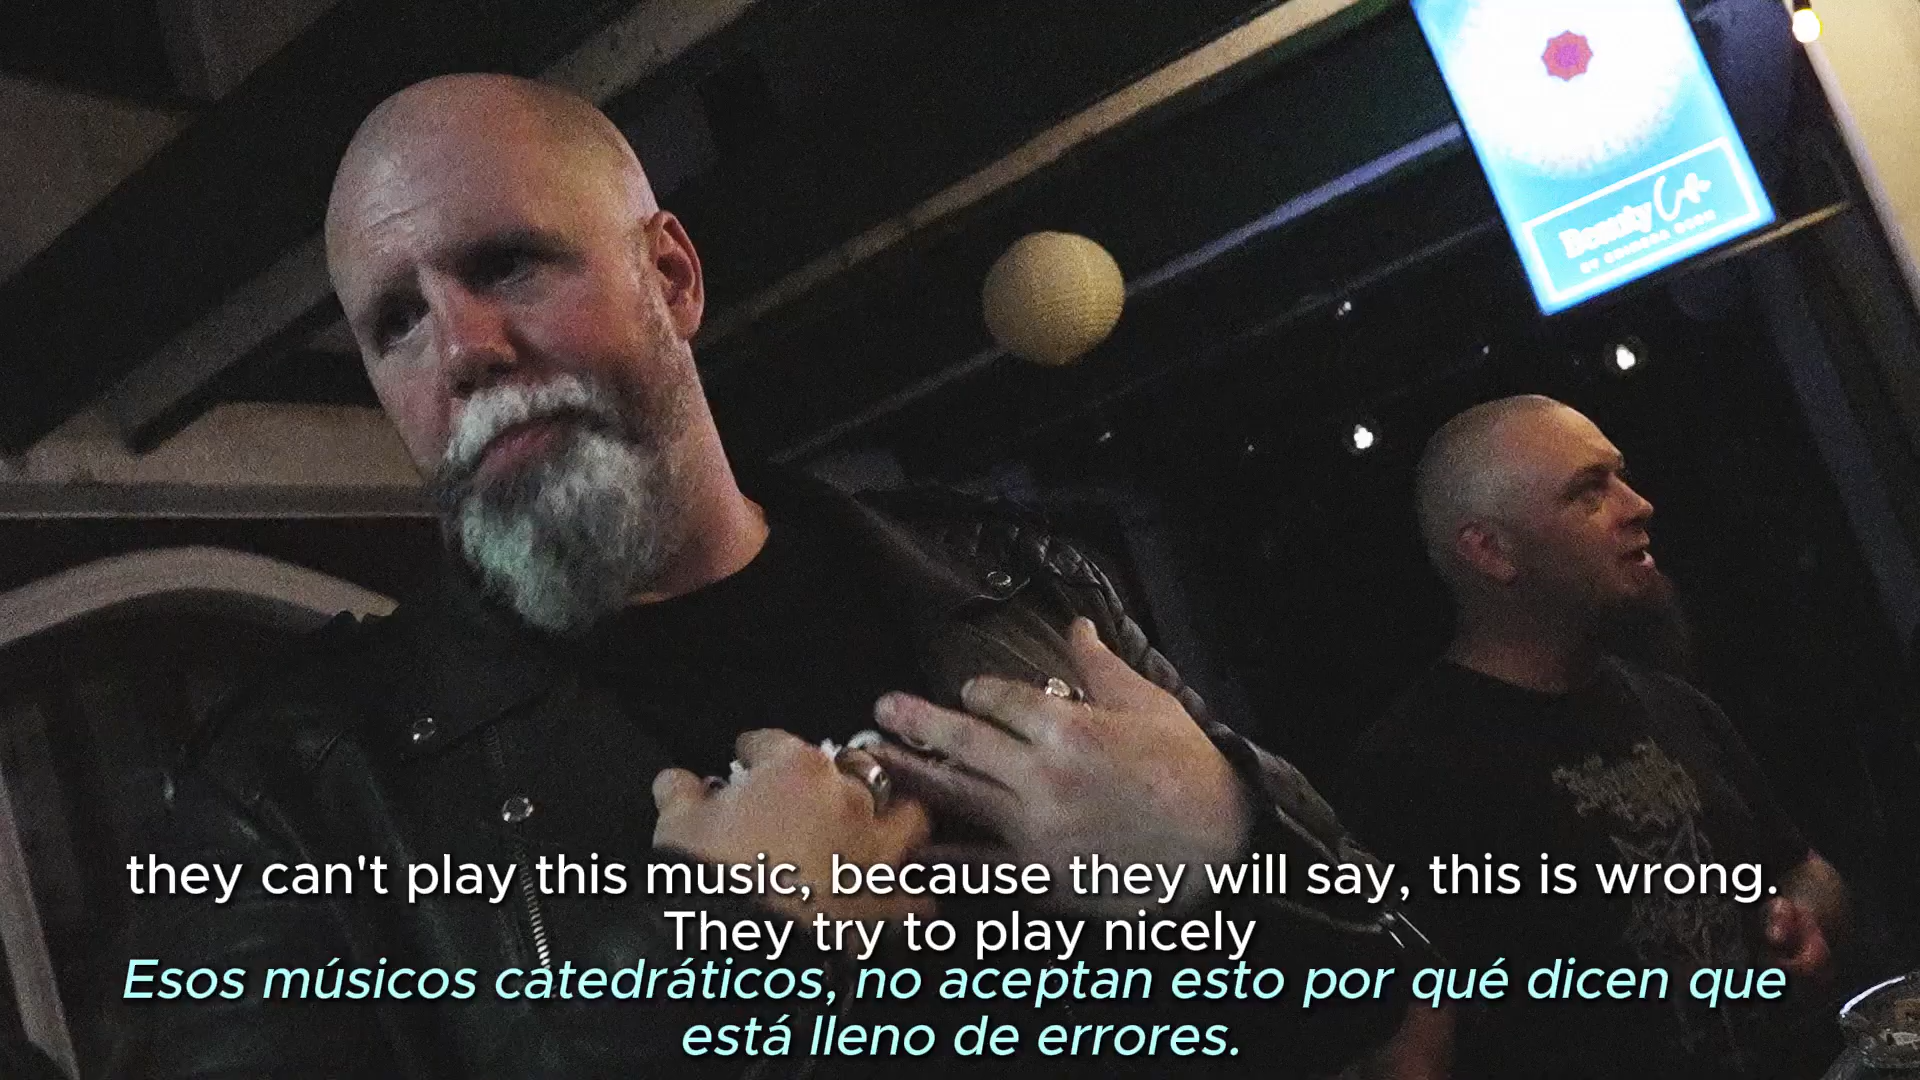 Beauty
they can't play this music, because they will say, this is wrong.
They try to play nicely
Esos músicos catedráticos, no aceptan esto por qué dicen que
está lleno de errores.